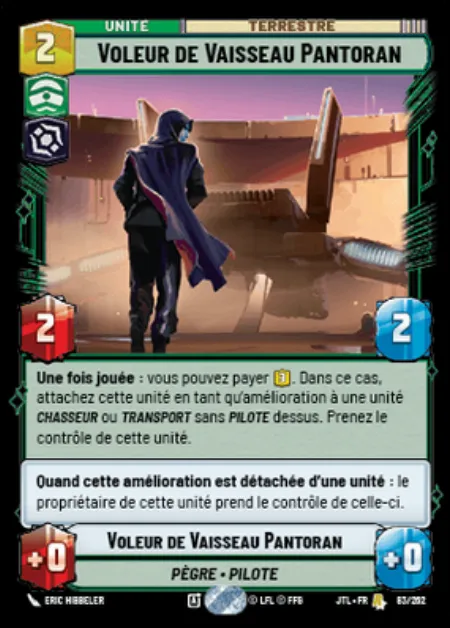 UNITÉ TERRESTRE
2 VOLEUR DE VAISSEAU PANTORAN
2 2
Une fois jouée : vous pouvez payer 3. Dans ce cas,
attachez cette unité en tant qu'amélioration à une unité
CHASSEUR ou TRANSPORT sans PILOTE dessus. Prenez le
contrôle de cette unité.
Quand cette amélioration est détachée d'une unité : le
propriétaire de cette unité prend le contrôle de celle-ci.
+0 VOLEUR DE VAISSEAU PANTORAN +0
PÈGRE • PILOTE
ERIC HIBBELER A © LFL © FFG JTL • FR 63/262